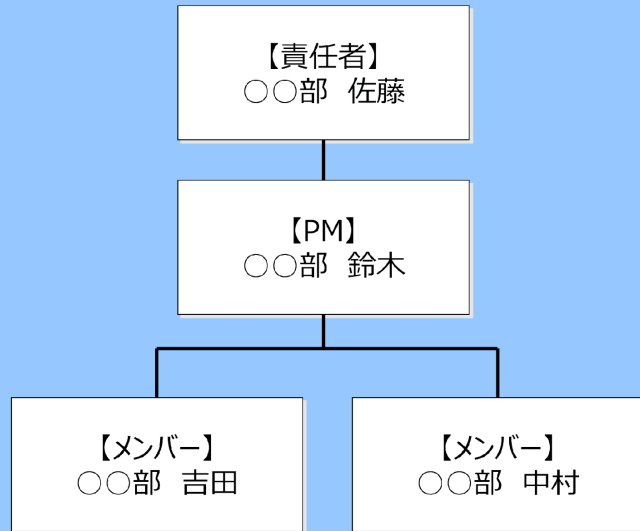 【責任者】
○○部 佐藤
【PM】
○○部 鈴木
【メンバー】
○○部 吉田
【メンバー】
○○部 中村